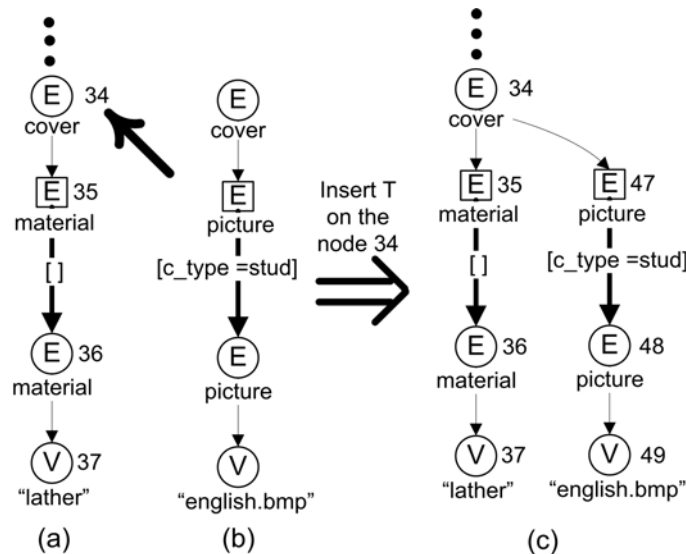 E 34
cover
E 35
material
[ ]
E 36
material
V 37
“lather”
(a)
E
cover
E
picture
[c_type =stud]
E
picture
V
“english.bmp”
(b)
Insert T
on the
node 34
E 34
cover
E 35
material
[ ]
E 36
material
V 37
“lather”
E 47
picture
[c_type =stud]
E 48
picture
V 49
“english.bmp”
(c)